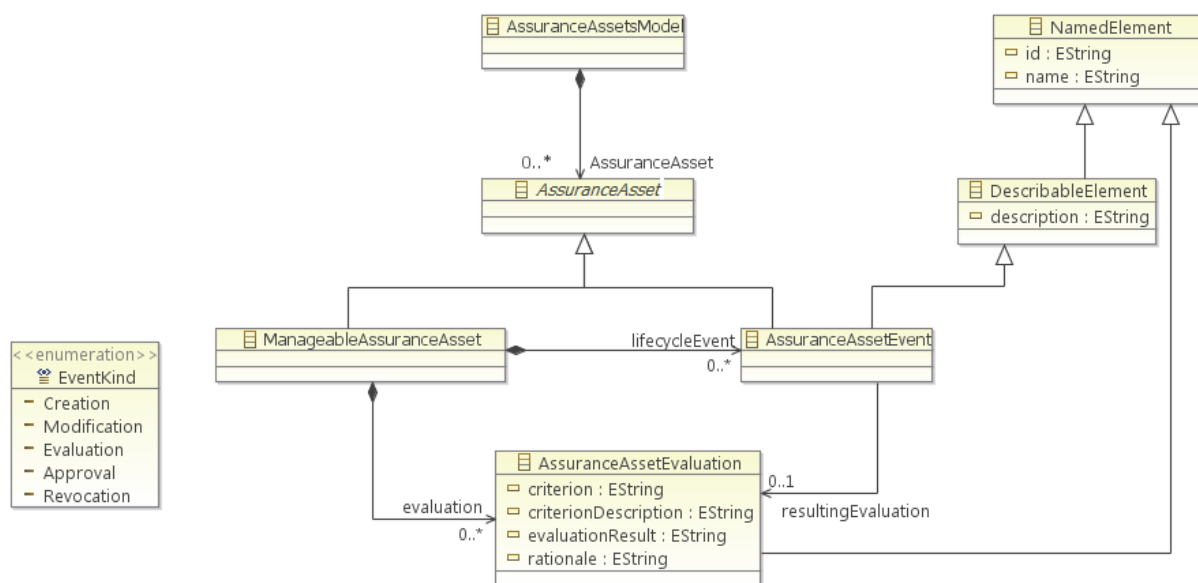 AssuranceAssetsModel
NamedElement
id : EString
name : EString
0..*
AssuranceAsset
AssuranceAsset
DescribableElement
description : EString
ManageableAssuranceAsset
lifecycleEvent
0..*
AssuranceAssetEvent
<<enumeration>>
EventKind
Creation
Modification
Evaluation
Approval
Revocation
AssuranceAssetEvaluation
criterion : EString
criterionDescription : EString
evaluationResult : EString
rationale : EString
evaluation
0..*
0..1
resultingEvaluation